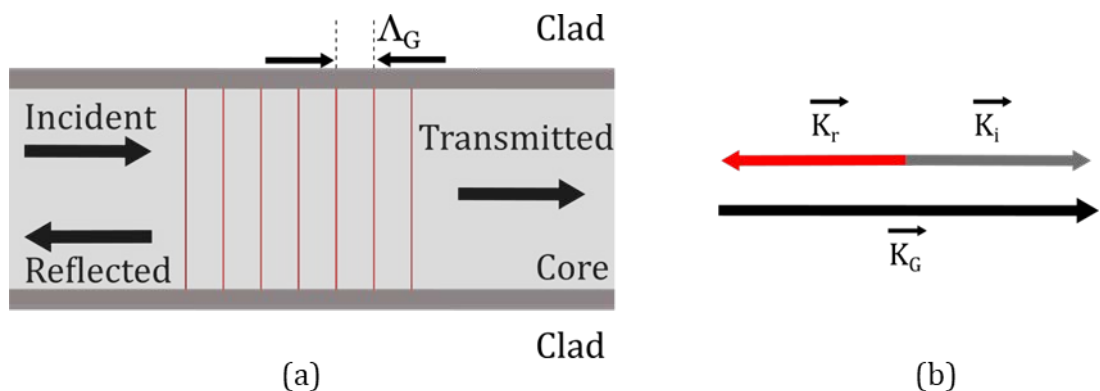 Λ_G
Clad
Incident
Transmitted
Reflected
Core
Clad
(a)
K_r
K_i
K_G
(b)